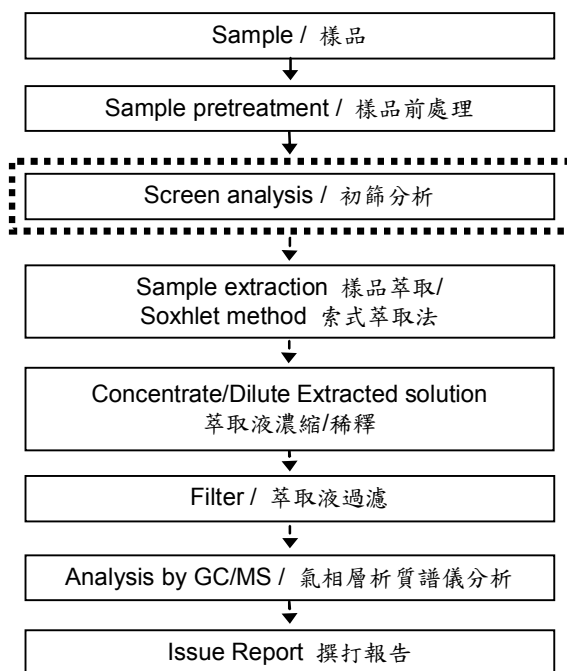 Sample / 樣品
Sample pretreatment / 樣品前處理
Screen analysis / 初篩分析
Sample extraction 樣品萃取/
Soxhlet method 索式萃取法
Concentrate/Dilute Extracted solution
萃取液濃縮/稀釋
Filter / 萃取液過濾
Analysis by GC/MS / 氣相層析質譜儀分析
Issue Report 撰打報告